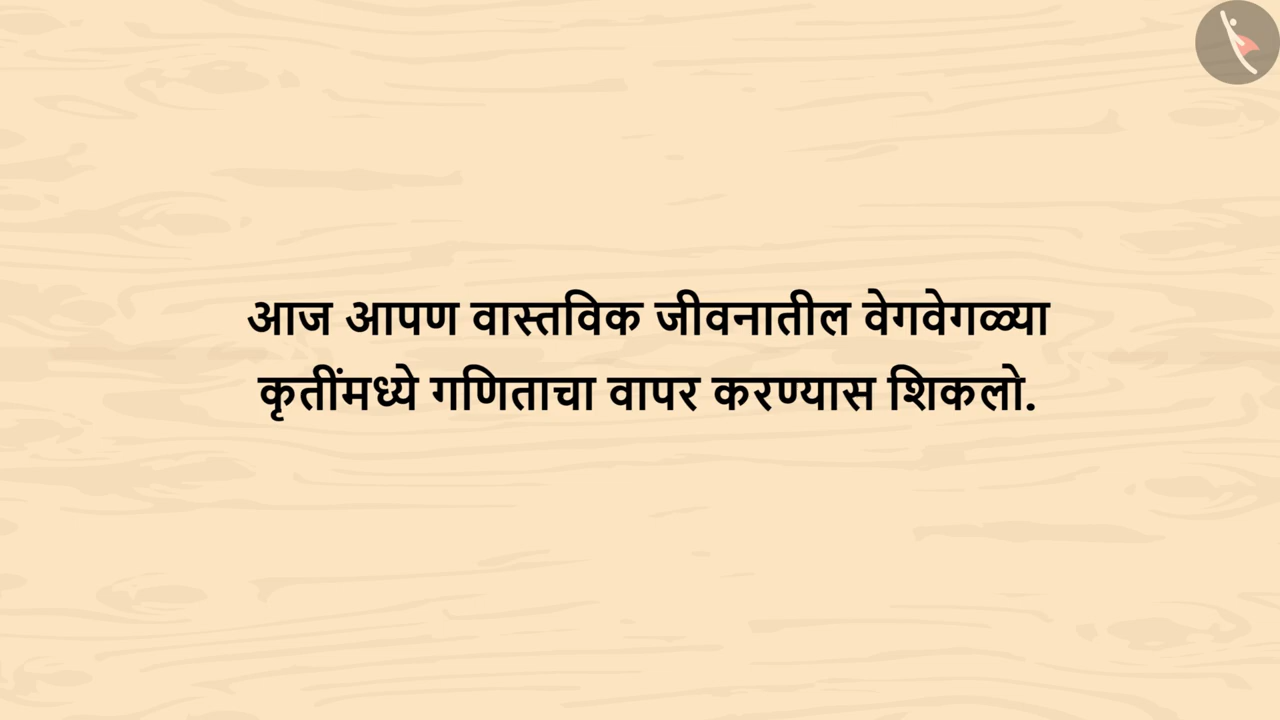 आज आपण वास्तविक जीवनातील वेगवेगळ्या
कृतींमध्ये गणिताचा वापर करण्यास शिकलो.